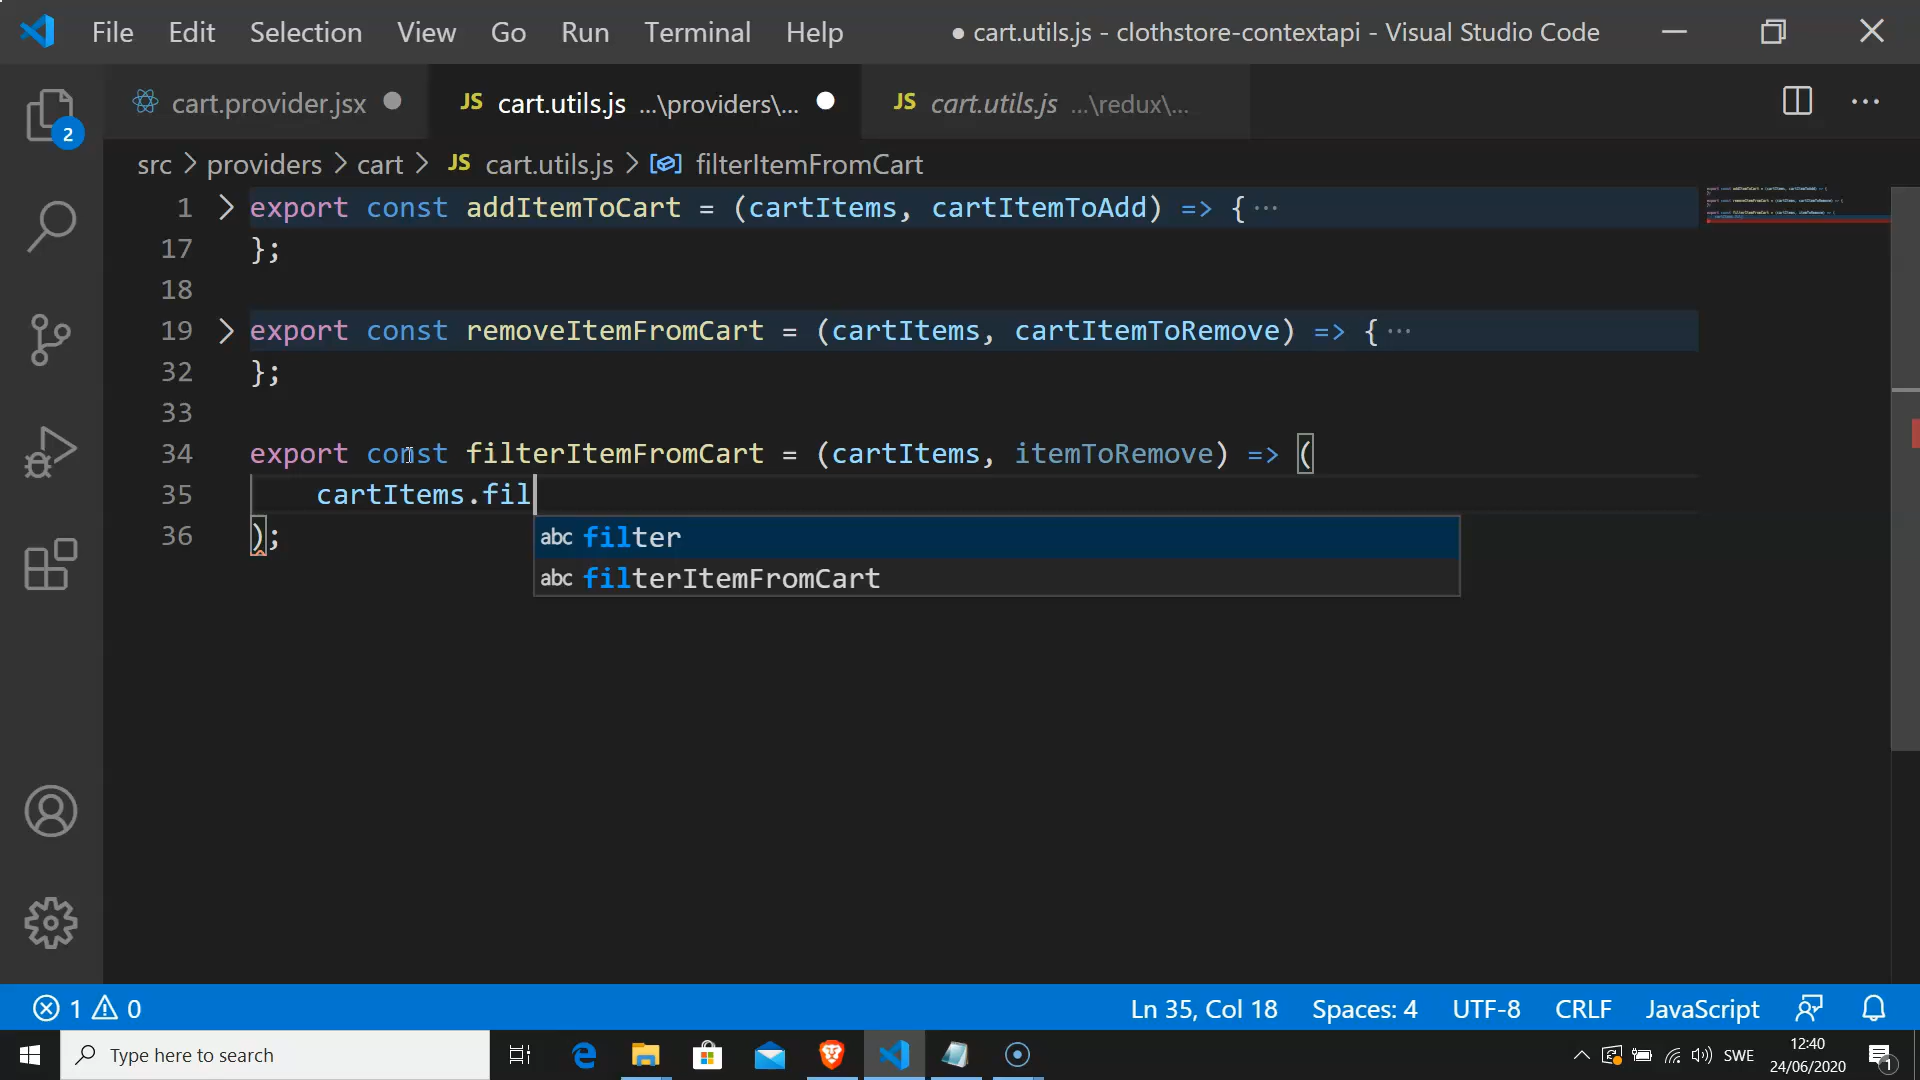 File Edit Selection View Go Run Terminal Help ● cart.utils.js - clothstore-contextapi - Visual Studio Code
cart.provider.jsx JS cart.utils.js ...\providers\... JS cart.utils.js ...\redux\... ...
2
src > providers > cart > JS cart.utils.js > filterItemFromCart
1 export const addItemToCart = (cartItems, cartItemToAdd) => {...
17 };
18
19 export const removeItemFromCart = (cartItems, cartItemToRemove) => {...
32 };
33
34 export const filterItemFromCart = (cartItems, itemToRemove) => (
35 cartItems.fil
abc filter
36 );
abc filterItemFromCart
1 0 Ln 35, Col 18 Spaces: 4 UTF-8 CRLF JavaScript
Type here to search SWE 12:40
24/06/2020 1